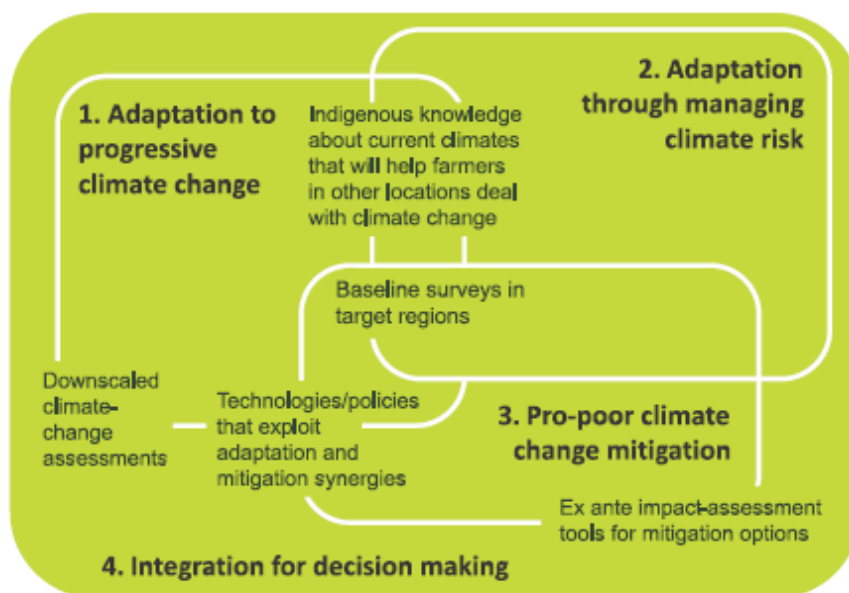 1. Adaptation to
progressive
climate change
Indigenous knowledge
about current climates
that will help farmers
in other locations deal
with climate change
2. Adaptation
through managing
climate risk
Baseline surveys in
target regions
Downscaled
climate-
change
assessments
Technologies/policies
that exploit
adaptation and
mitigation synergies
3. Pro-poor climate
change mitigation
Ex ante impact-assessment
tools for mitigation options
4. Integration for decision making